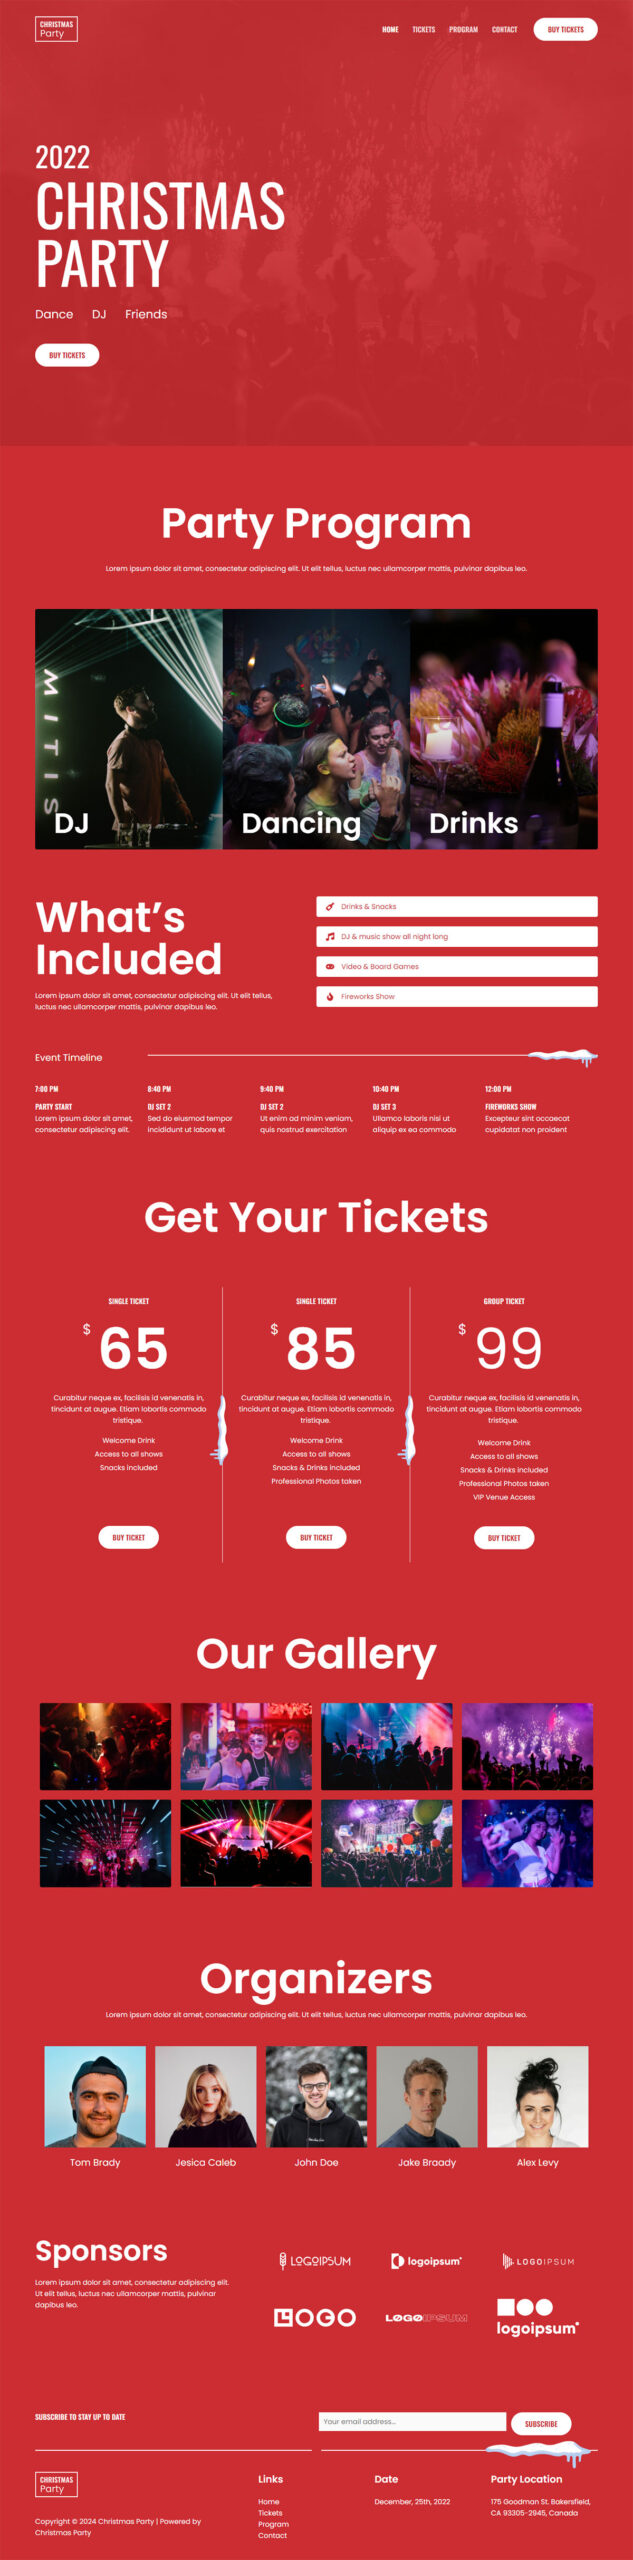 CHRISTMAS
Party
HOME TICKETS PROGRAM CONTACT BUY TICKETS
2022
CHRISTMAS
PARTY
Dance DJ Friends
BUY TICKETS
Party Program
Lorem ipsum dolor sit amet, consectetur adipiscing elit. Ut elit tellus, luctus nec ullamcorper mattis, pulvinar dapibus leo.
WITIS
DJ
Dancing
Drinks
What's
Included
Lorem ipsum dolor sit amet, consectetur adipiscing elit. Ut elit tellus,
luctus nec ullamcorper mattis, pulvinar dapibus leo.
Drinks & Snacks
DJ & music show all night long
Video & Board Games
Fireworks Show
Event Timeline
7:00 PM
PARTY START
Lorem ipsum dolor sit amet,
consectetur adipiscing elit.
8:40 PM
DJ SET 2
Sed do eiusmod tempor
incididunt ut labore et
9:40 PM
DJ SET 2
Ut enim ad minim veniam,
quis nostrud exercitation
10:40 PM
DJ SET 3
Ullamco laboris nisi ut
aliquip ex ea commodo
12:00 PM
FIREWORKS SHOW
Excepteur sint occaecat
cupidatat non proident
Get Your Tickets
SINGLE TICKET
$ 65
Curabitur neque ex, facilisis id venenatis in,
tincidunt at augue. Etiam lobortis commodo
tristique.
Welcome Drink
Access to all shows
Snacks included
BUY TICKET
SINGLE TICKET
$ 85
Curabitur neque ex, facilisis id venenatis in,
tincidunt at augue. Etiam lobortis commodo
tristique.
Welcome Drink
Access to all shows
Snacks & Drinks included
Professional Photos taken
BUY TICKET
GROUP TICKET
$ 99
Curabitur neque ex, facilisis id venenatis in,
tincidunt at augue. Etiam lobortis commodo
tristique.
Welcome Drink
Access to all shows
Snacks & Drinks included
Professional Photos taken
VIP Venue Access
BUY TICKET
Our Gallery
Organizers
Lorem ipsum dolor sit amet, consectetur adipiscing elit. Ut elit tellus, luctus nec ullamcorper mattis, pulvinar dapibus leo.
Tom Brady
Jesica Caleb
John Doe
Jake Braady
Alex Levy
Sponsors
Lorem ipsum dolor sit amet, consectetur adipiscing elit.
Ut elit tellus, luctus nec ullamcorper mattis, pulvinar
dapibus leo.
LOGOIPSUM
logoipsum
LOGOIPSUM
LOGO
LOGOIPSUM
logoipsum
SUBSCRIBE TO STAY UP TO DATE
Your email address...
SUBSCRIBE
CHRISTMAS
Party
Copyright © 2024 Christmas Party | Powered by
Christmas Party
Links
Home
Tickets
Program
Contact
Date
December, 25th, 2022
Party Location
175 Goodman St. Bakersfield,
CA 93305-2945, Canada